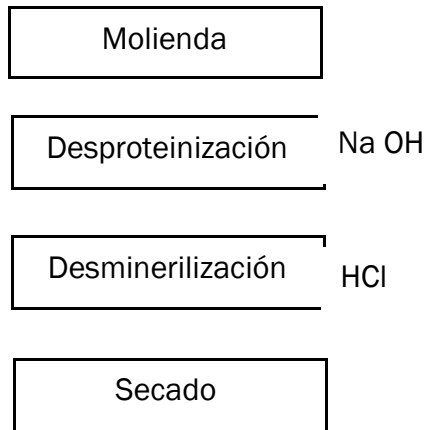 Molienda
Desproteinización Na OH
Desminerilización HCl
Secado